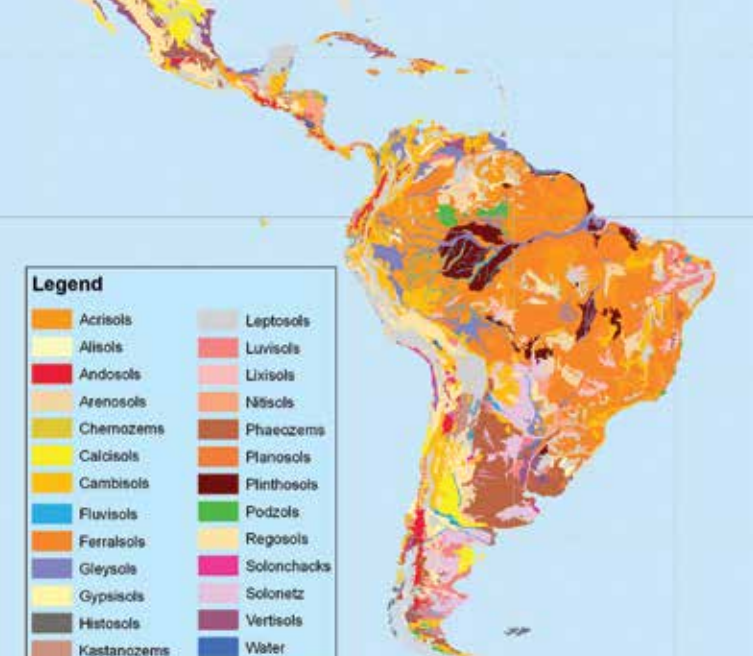 Legend
Acrisols
Alisols
Andosols
Arenosols
Chernozems
Calcisols
Cambisols
Fluvisols
Ferralsols
Gleysols
Gypsisols
Histosols
Kastanozems
Leptosols
Luvisols
Lixisols
Nitisols
Phaeozems
Planosols
Plinthosols
Podzols
Regosols
Solonchacks
Solonetz
Vertisols
Water